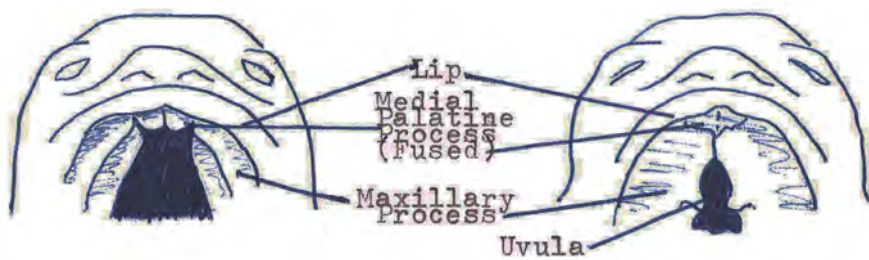 Lip
Medial
Palatine
Process
(Fused)
Maxillary
Process
Uvula